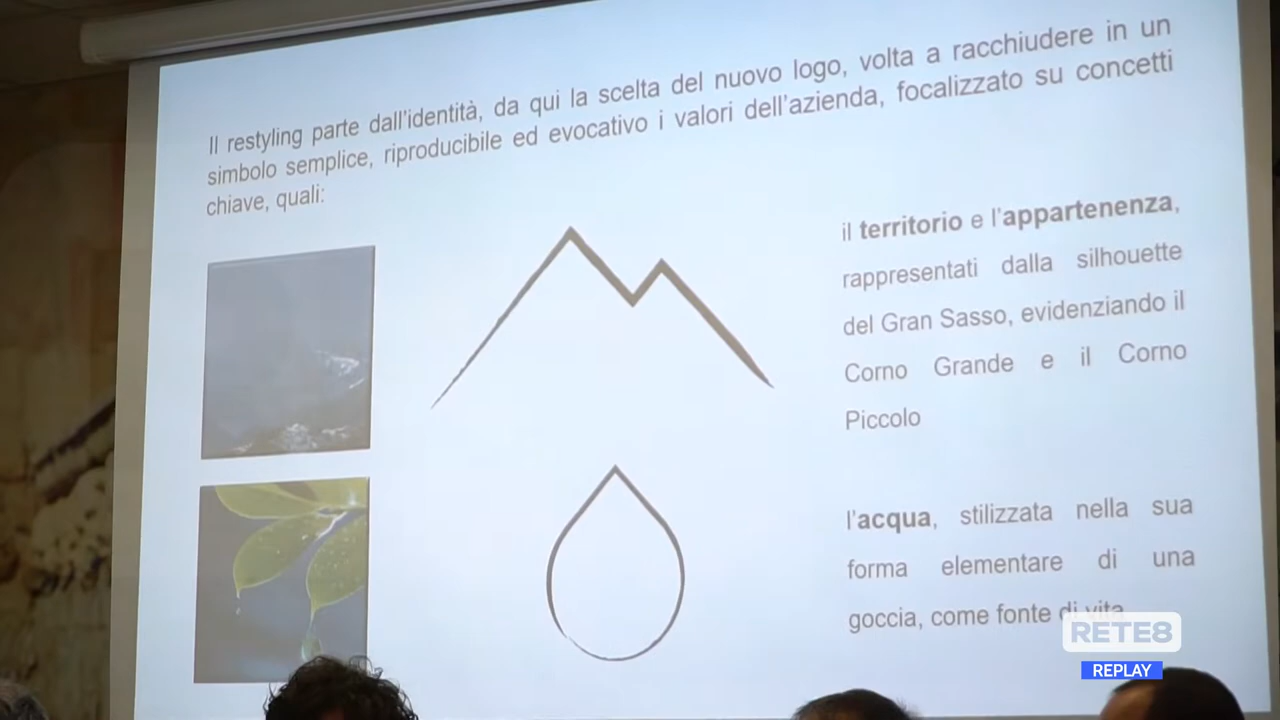 Il restyling parte dall'identità, da qui la scelta del nuovo logo, volta a racchiudere in un
simbolo semplice, riproducibile ed evocativo i valori dell'azienda, focalizzato su concetti
chiave, quali:
il territorio e l'appartenenza,
rappresentati dalla silhouette
del Gran Sasso, evidenziando il
Corno Grande e il Corno
Piccolo
l'acqua, stilizzata nella sua
forma elementare di una
goccia, come fonte di vita
RETE8
REPLAY